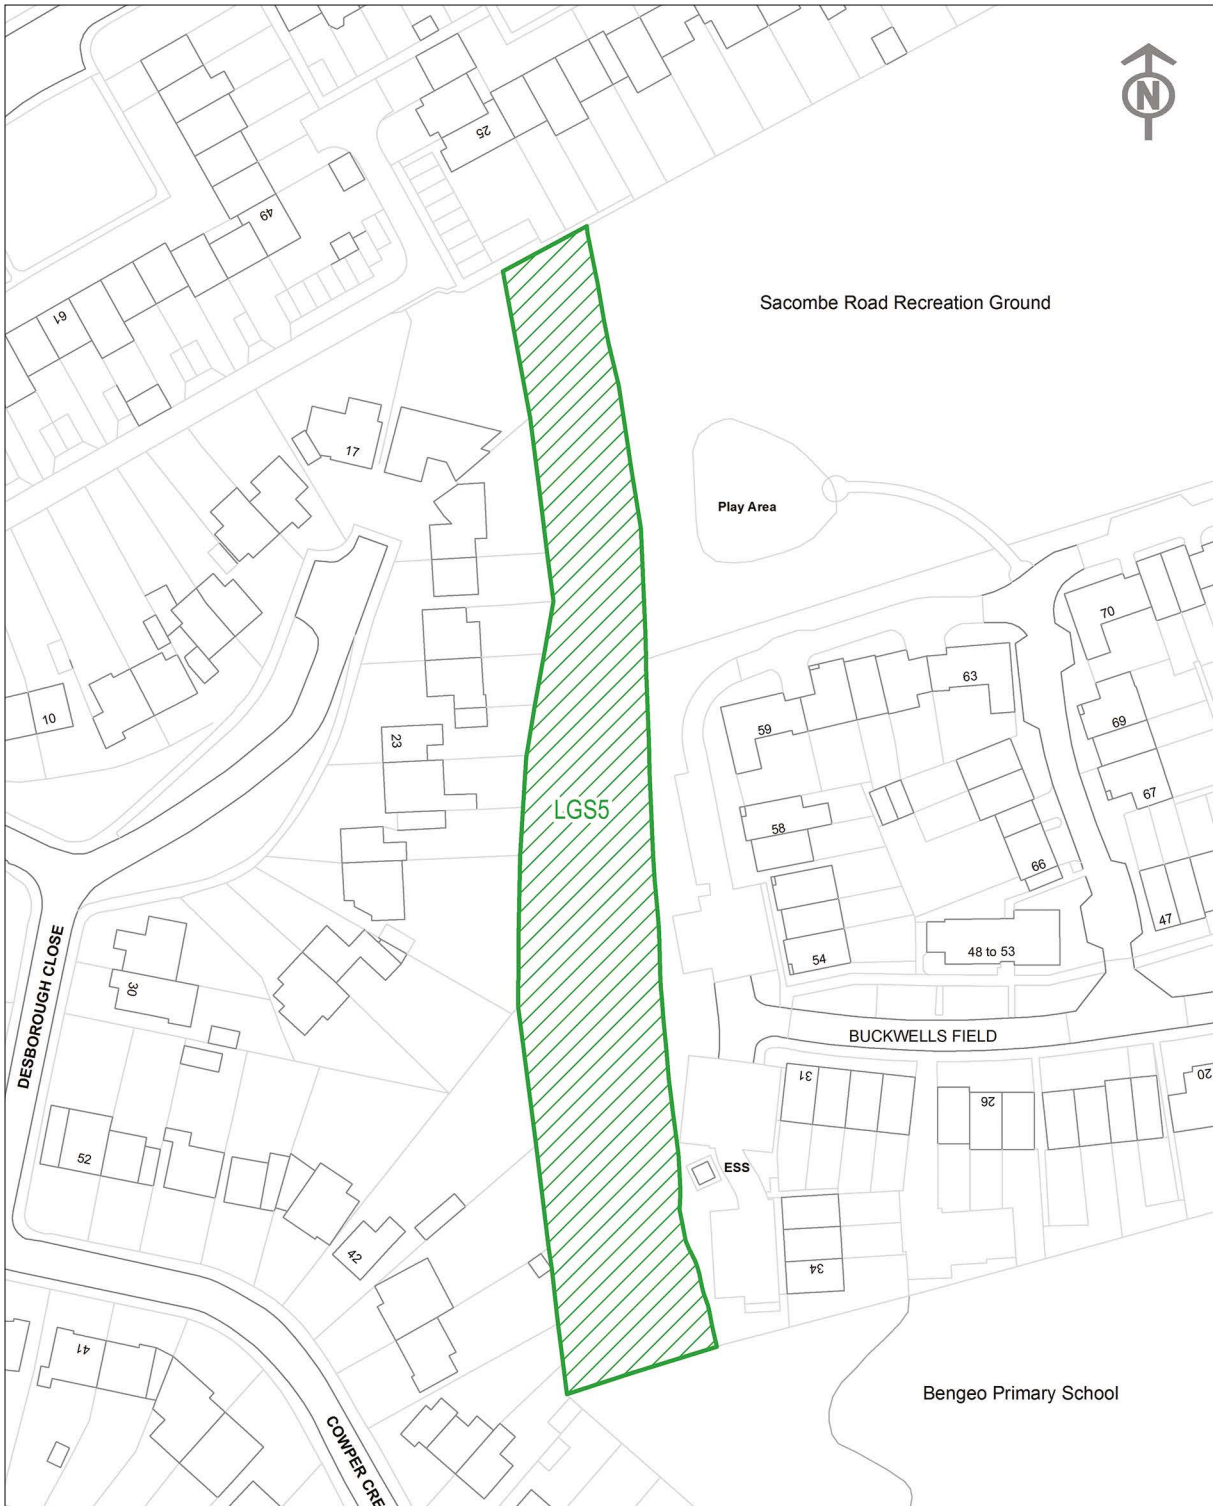 N
25
49
61
Sacombe Road Recreation Ground
17
Play Area
70
10
23
63
59
69
67
LGS5
58
66
47
54
48 to 53
DESBOROUGH CLOSE
30
BUCKWELLS FIELD
31
26
20
52
ESS
42
34
41
Bengeo Primary School
COWPER CRE